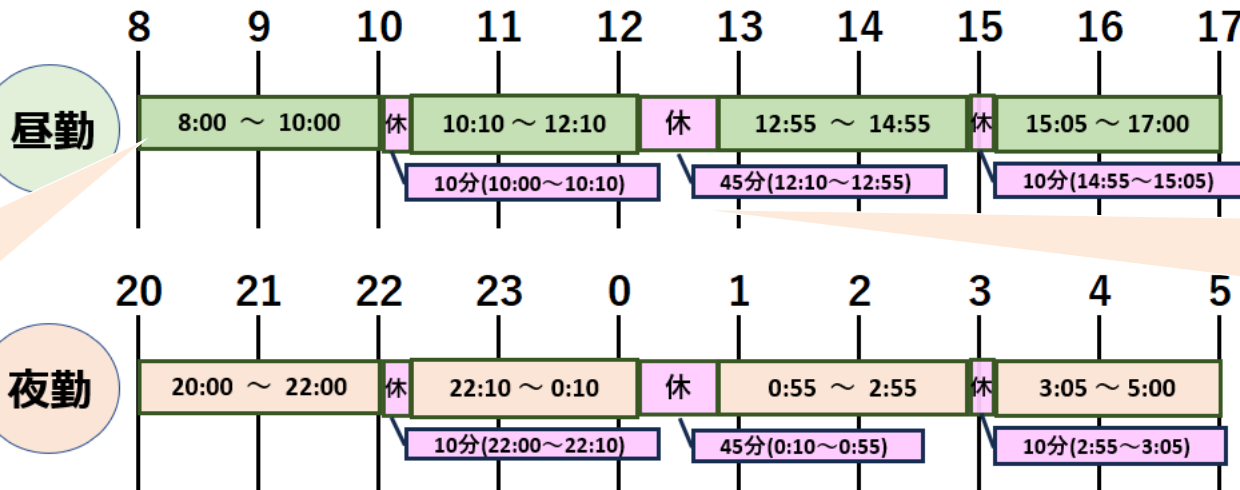 8 9 10 11 12 13 14 15 16 17
昼勤
8:00 ～ 10:00 休 10:10 ～ 12:10 休 12:55 ～ 14:55 休 15:05 ～ 17:00
10分(10:00～10:10) 45分(12:10～12:55) 10分(14:55～15:05)
20 21 22 23 0 1 2 3 4 5
夜勤
20:00 ～ 22:00 休 22:10 ～ 0:10 休 0:55 ～ 2:55 休 3:05 ～ 5:00
10分(22:00～22:10) 45分(0:10～0:55) 10分(2:55～3:05)